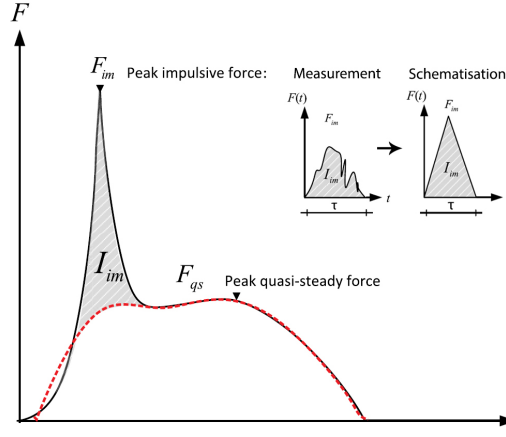 F
F_im Peak impulsive force:
Measurement
F(t)
F_im
I_im
t
τ
Schematisation
F(t)
F_im
I_im
τ
I_im
F_qs Peak quasi-steady force